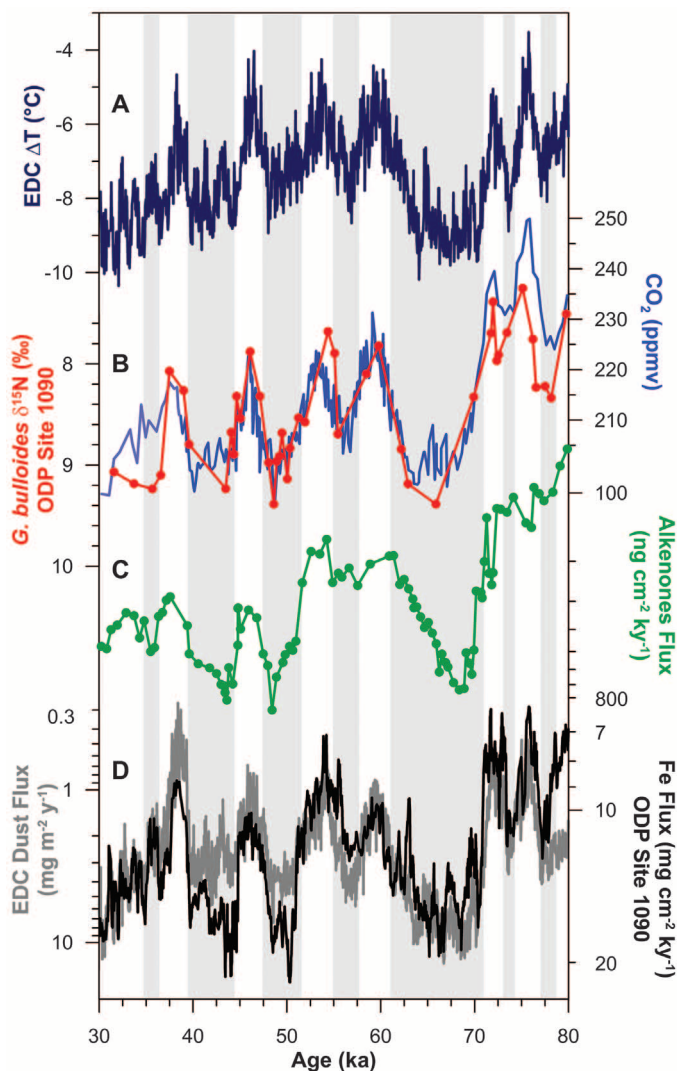 -4
-6
-8
-10
EDC ΔT (°C)
A
250
240
230
220
210
CO₂ (ppmv)
8
9
10
G. bulloides δ¹⁵N (‰)
ODP Site 1090
B
100
800
Alkenones Flux
(ng cm⁻² ky⁻¹)
C
0.3
1
10
EDC Dust Flux
(mg m⁻² y⁻¹)
D
7
10
20
Fe Flux (mg cm⁻² ky⁻¹)
ODP Site 1090
30 40 50 60 70 80
Age (ka)